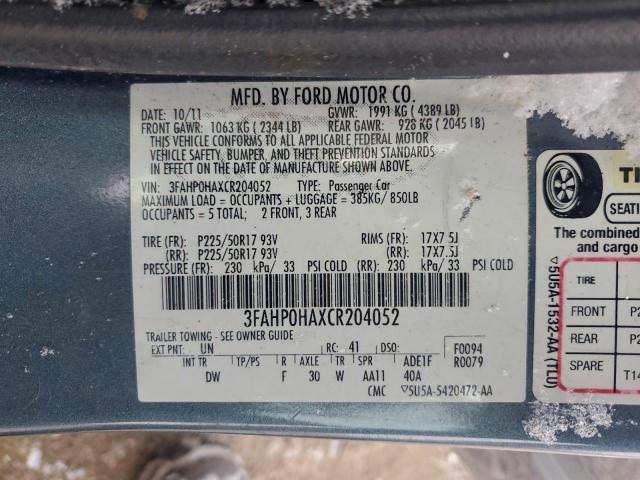 MFD. BY FORD MOTOR CO.
DATE: 10/11 GVWR: 1991 KG ( 4389 LB)
FRONT GAWR: 1063 KG ( 2344 LB) REAR GAWR: 928 KG ( 2045 LB)
THIS VEHICLE CONFORMS TO ALL APPLICABLE FEDERAL MOTOR
VEHICLE SAFETY, BUMPER, AND THEFT PREVENTION STANDARDS
IN EFFECT ON THE DATE OF MANUFACTURE SHOWN ABOVE.
VIN: 3FAHP0HAXCR204052 TYPE: Passenger Car
MAXIMUM LOAD = OCCUPANTS + LUGGAGE = 385KG/ 850LB
OCCUPANTS = 5 TOTAL; 2 FRONT, 3 REAR
TIRE (FR): P225/50R17 93V RIMS (FR): 17X7.5J
(RR): P225/50R17 93V (RR): 17X7.5J
PRESSURE (FR): 230 kPa/ 33 PSI COLD (RR): 230 kPa/ 33 PSI COLD
3FAHP0HAXCR204052
TRAILER TOWING - SEE OWNER GUIDE
EXT PNT: UN RC: 41 DSO: F0094
R0079
INT TR TP/PS R AXLE TR SPR ADE1F
DW F 30 W AA11 40A
CMC 5U5A-5420472-AA
TI
SEATI
The combined
and cargo
TIRE
FRONT P2
REAR P2
SPARE T14
5U5A-1532-AA (TLU)